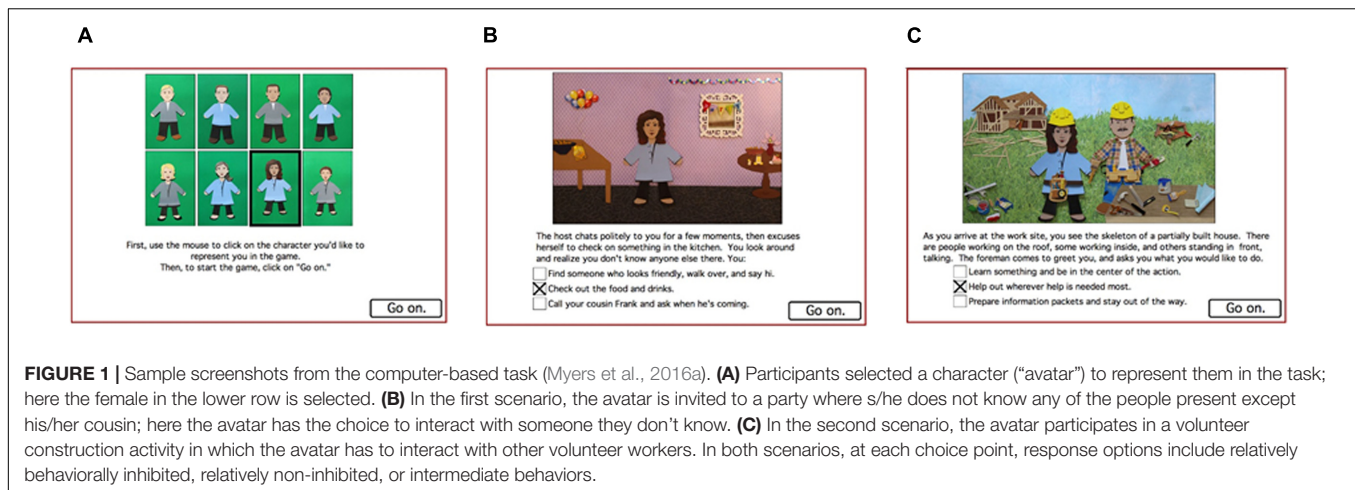 A
B
C
First, use the mouse to click on the character you'd like to
represent you in the game.
Then, to start the game, click on "Go on."
Go on.
The host chats politely to you for a few moments, then excuses
herself to check on something in the kitchen. You look around
and realize you don't know anyone else there. You:
Find someone who looks friendly, walk over, and say hi.
Check out the food and drinks.
Call your cousin Frank and ask when he's coming.
Go on.
As you arrive at the work site, you see the skeleton of a partially built house. There
are people working on the roof, some working inside, and others standing in front,
talking. The foreman comes to greet you, and asks you what you would like to do.
Learn something and be in the center of the action.
Help out wherever help is needed most.
Prepare information packets and stay out of the way.
Go on.
FIGURE 1 | Sample screenshots from the computer-based task (Myers et al., 2016a). (A) Participants selected a character (“avatar”) to represent them in the task;
here the female in the lower row is selected. (B) In the first scenario, the avatar is invited to a party where s/he does not know any of the people present except
his/her cousin; here the avatar has the choice to interact with someone they don’t know. (C) In the second scenario, the avatar participates in a volunteer
construction activity in which the avatar has to interact with other volunteer workers. In both scenarios, at each choice point, response options include relatively
behaviorally inhibited, relatively non-inhibited, or intermediate behaviors.